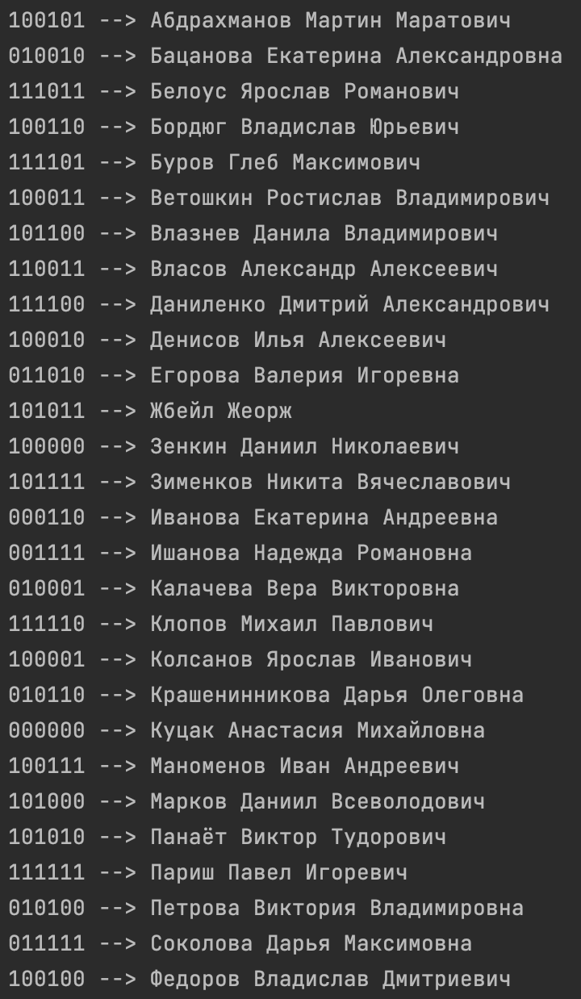 100101 --> Абдрахманов Мартин Маратович
010010 --> Бацанова Екатерина Александровна
111011 --> Белоус Ярослав Романович
100110 --> Бордюг Владислав Юрьевич
111101 --> Буров Глеб Максимович
100011 --> Ветошкин Ростислав Владимирович
101100 --> Влазнев Данила Владимирович
110011 --> Власов Александр Алексеевич
111100 --> Даниленко Дмитрий Александрович
100010 --> Денисов Илья Алексеевич
011010 --> Егорова Валерия Игоревна
101011 --> Жбейл Жеорж
100000 --> Зенкин Даниил Николаевич
101111 --> Зименков Никита Вячеславович
000110 --> Иванова Екатерина Андреевна
001111 --> Ишанова Надежда Романовна
010001 --> Калачева Вера Викторовна
111110 --> Клопов Михаил Павлович
100001 --> Колсанов Ярослав Иванович
010110 --> Крашенинникова Дарья Олеговна
000000 --> Куцак Анастасия Михайловна
100111 --> Маноменов Иван Андреевич
101000 --> Марков Даниил Всеволодович
101010 --> Панаёт Виктор Тудорович
111111 --> Париш Павел Игоревич
010100 --> Петрова Виктория Владимировна
011111 --> Соколова Дарья Максимовна
100100 --> Федоров Владислав Дмитриевич